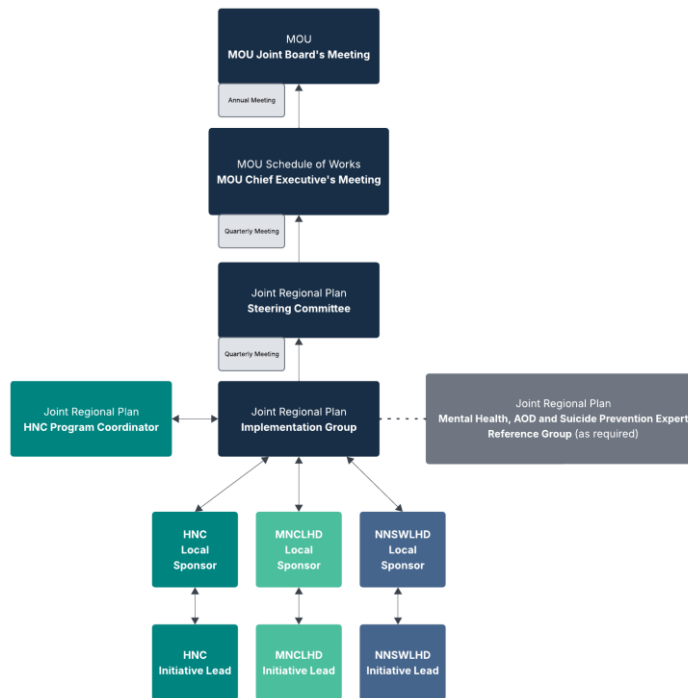 MOU
MOU Joint Board's Meeting
Annual Meeting
MOU Schedule of Works
MOU Chief Executive's Meeting
Quarterly Meeting
Joint Regional Plan
Steering Committee
Quarterly Meeting
Joint Regional Plan
HNC Program Coordinator
Joint Regional Plan
Implementation Group
Joint Regional Plan
Mental Health, AOD and Suicide Prevention Expert
Reference Group (as required)
HNC
Local
Sponsor
MNCLHD
Local
Sponsor
NNSWLHD
Local
Sponsor
HNC
Initiative Lead
MNCLHD
Initiative Lead
NNSWLHD
Initiative Lead